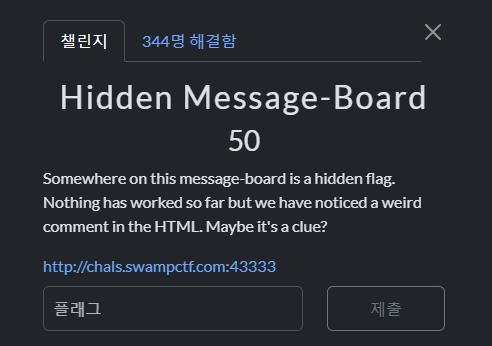 챌린지
344명 해결함
Hidden Message-Board
50
Somewhere on this message-board is a hidden flag.
Nothing has worked so far but we have noticed a weird
comment in the HTML. Maybe it's a clue?
http://chals.swampctf.com:43333
플래그
제출